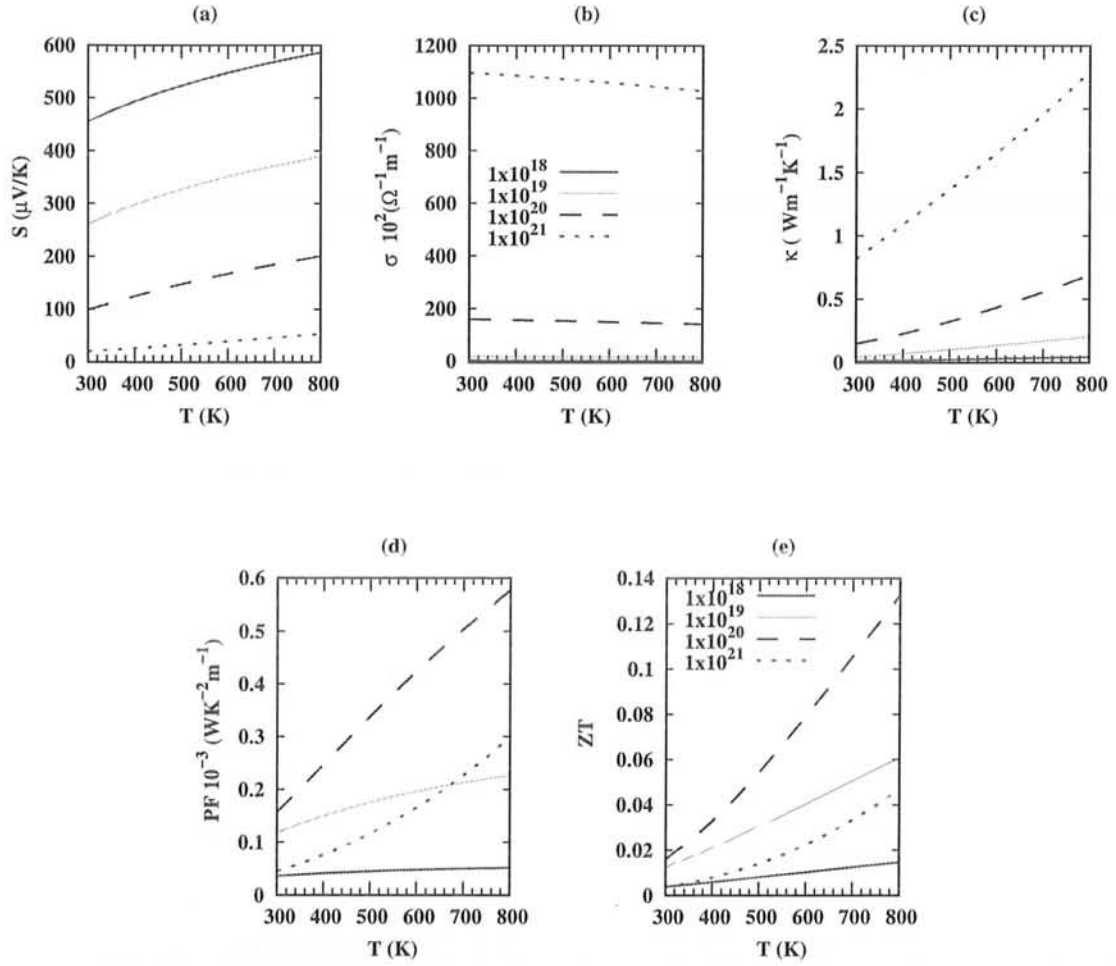 (a) (b) (c)
600
500
400
300
200
100
0
S (μV/K)
300 400 500 600 700 800
T (K)
1200
1000
800
600
400
200
0
σ 10² (Ω⁻¹m⁻¹)
1x10¹⁸
1x10¹⁹
1x10²⁰
1x10²¹
300 400 500 600 700 800
T (K)
2.5
2
1.5
1
0.5
0
κ ( Wm⁻¹K⁻¹)
300 400 500 600 700 800
T (K)
(d) (e)
0.6
0.5
0.4
0.3
0.2
0.1
0
PF 10⁻³ (WK⁻²m⁻¹)
300 400 500 600 700 800
T (K)
0.14
0.12
0.1
0.08
0.06
0.04
0.02
0
ZT
1x10¹⁸
1x10¹⁹
1x10²⁰
1x10²¹
300 400 500 600 700 800
T (K)